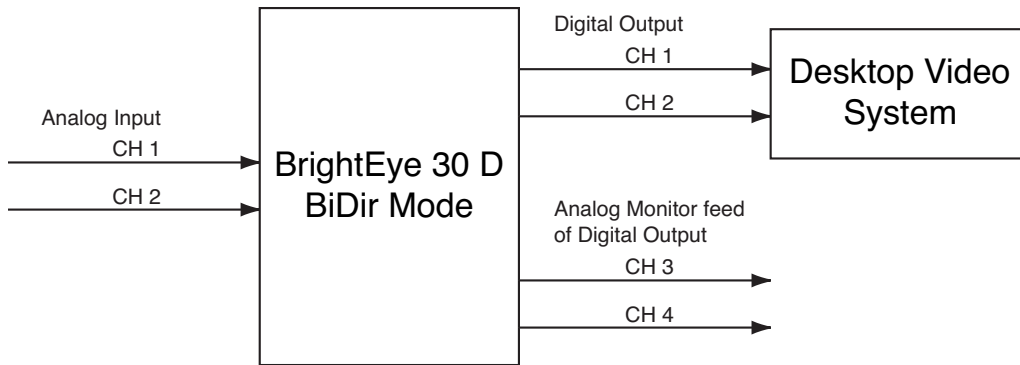 Analog Input
CH 1
CH 2
BrightEye 30 D
BiDir Mode
Digital Output
CH 1
CH 2
Desktop Video
System
Analog Monitor feed
of Digital Output
CH 3
CH 4